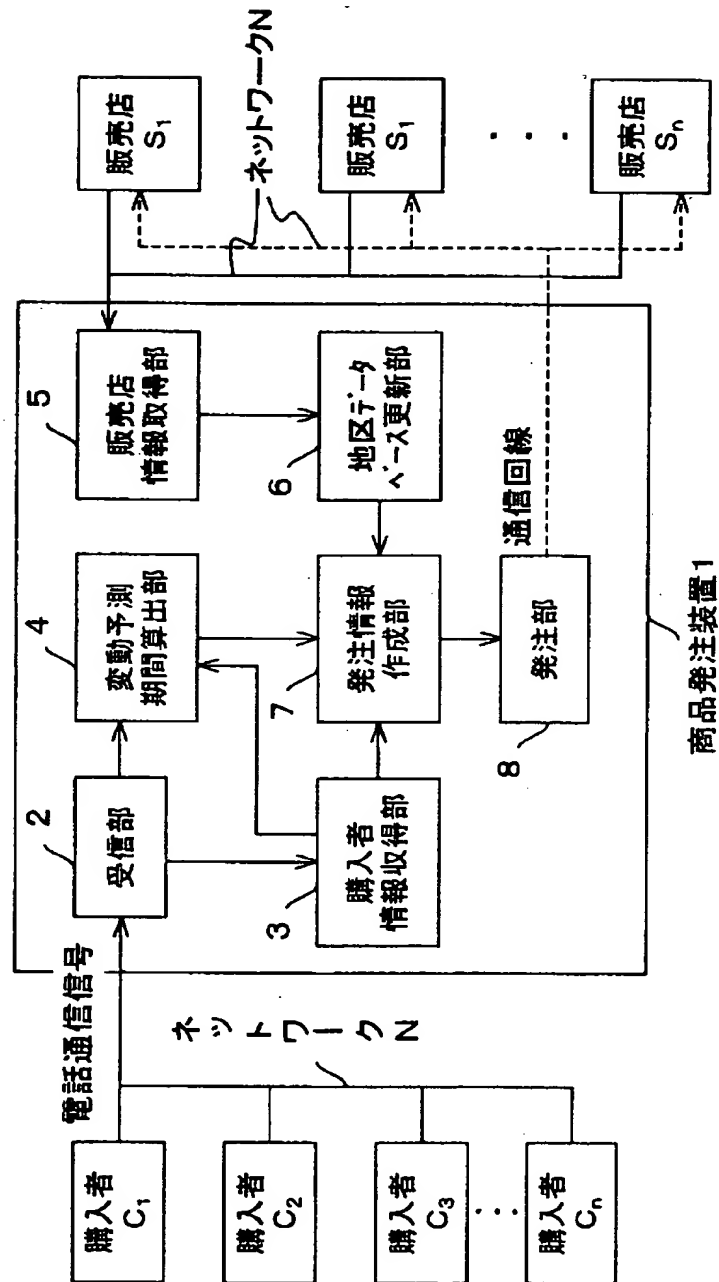 購入者
C1
購入者
C2
購入者
C3
・・・
購入者
Cn
電話通信信号
ネットワークN
2
受信部
3
購入者
情報収得部
4
変動予測
期間算出部
5
販売店
情報取得部
6
地区データ
ベース更新部
7
発注情報
作成部
8
発注部
通信回線
商品発注装置1
ネットワークN
販売店
S1
販売店
S1
・・・
販売店
Sn